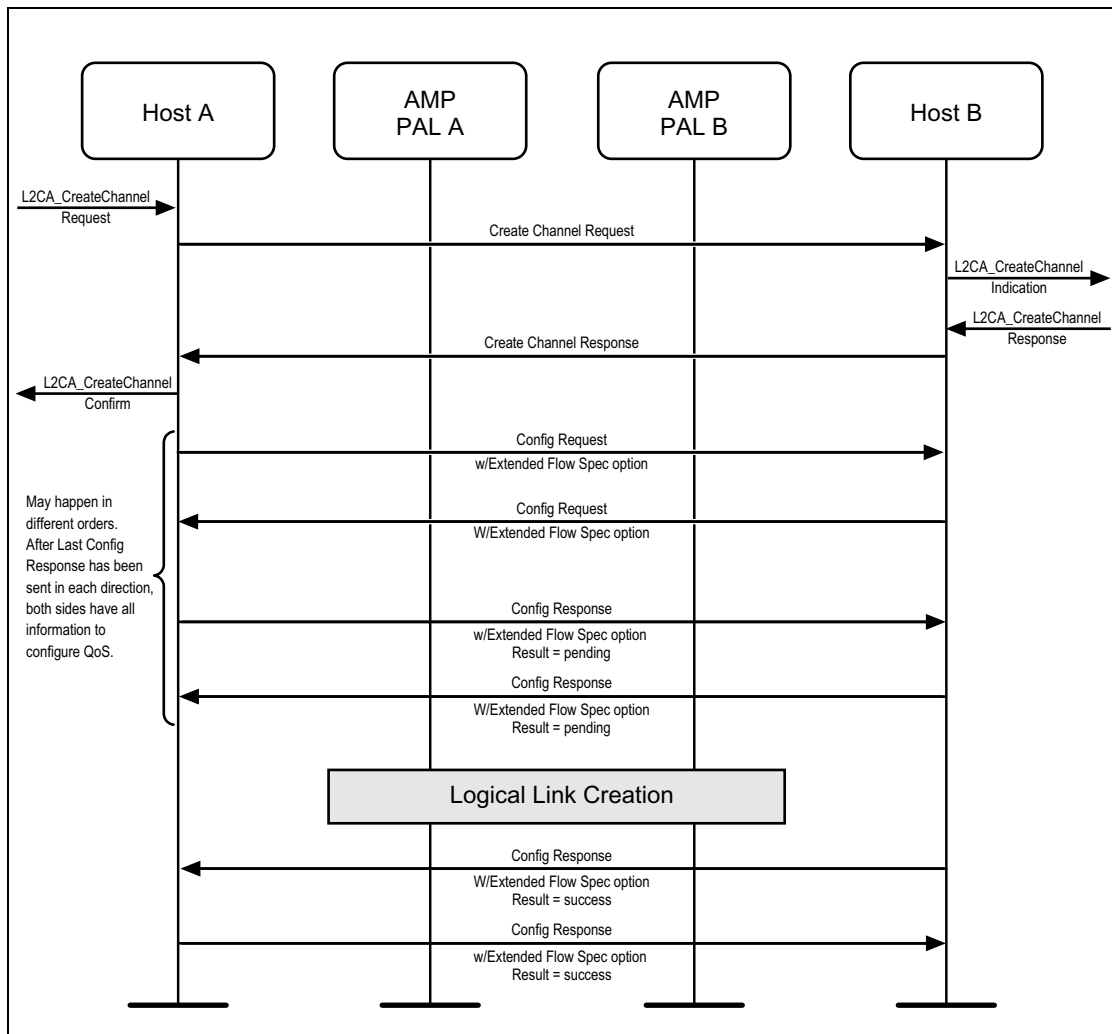 Host A
AMP
PAL A
AMP
PAL B
Host B
L2CA_CreateChannel
Request
Create Channel Request
L2CA_CreateChannel
Indication
L2CA_CreateChannel
Response
Create Channel Response
L2CA_CreateChannel
Confirm
Config Request
w/Extended Flow Spec option
May happen in
different orders.
After Last Config
Response has been
sent in each direction,
both sides have all
information to
configure QoS.
Config Request
W/Extended Flow Spec option
Config Response
w/Extended Flow Spec option
Result = pending
Config Response
W/Extended Flow Spec option
Result = pending
Logical Link Creation
Config Response
W/Extended Flow Spec option
Result = success
Config Response
w/Extended Flow Spec option
Result = success